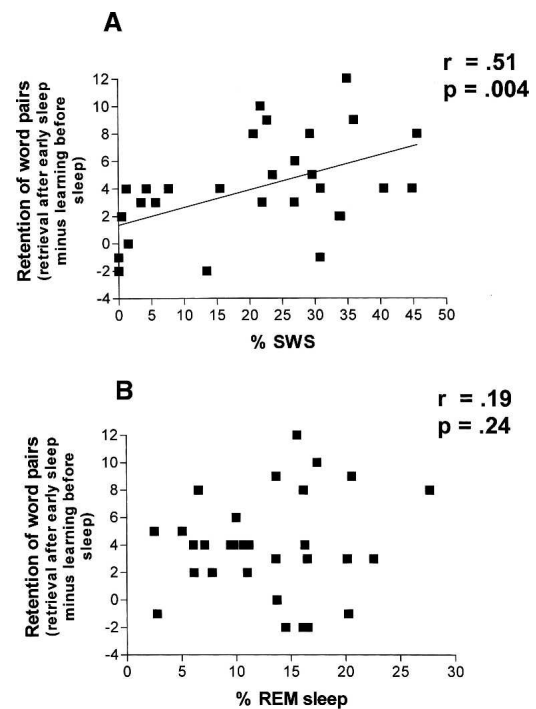 A
r = .51
p = .004
Retention of word pairs
(retrieval after early sleep
minus learning before
sleep)
12
10
8
6
4
2
0
-2
-4
0 5 10 15 20 25 30 35 40 45 50
% SWS
B
r = .19
p = .24
Retention of word pairs
(retrieval after early sleep
minus learning before
sleep)
12
10
8
6
4
2
0
-2
-4
0 5 10 15 20 25 30
% REM sleep